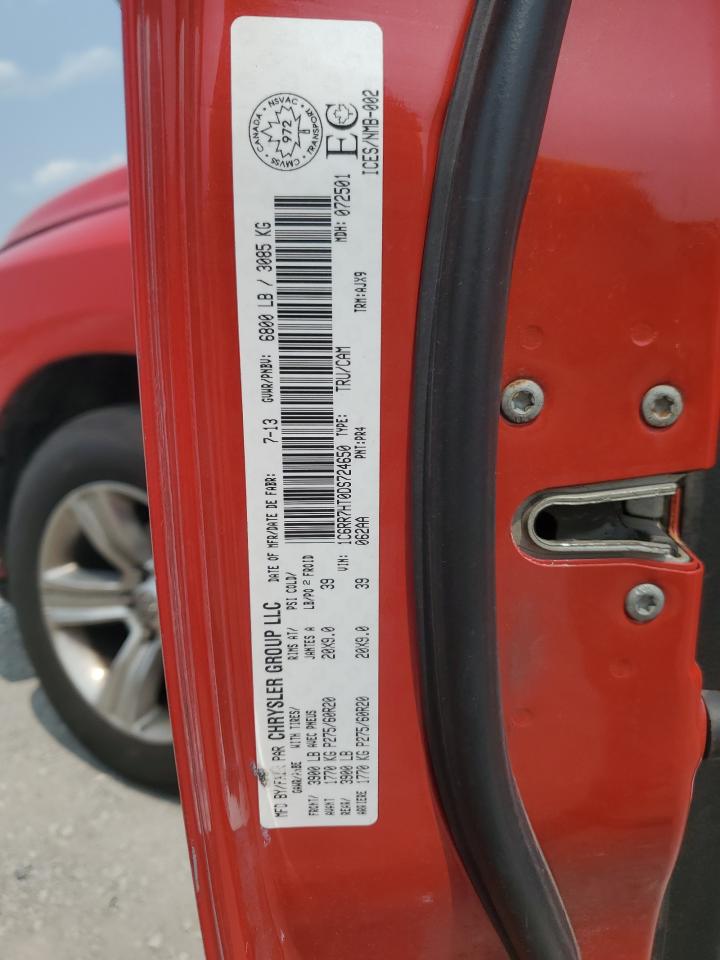 MFD BY/FAIT PAR CHRYSLER GROUP LLC
DATE OF MFR/DATE DE FABR: 7-13
GVWR/PNBV: 6800 LB / 3085 KG
GAWR/PNBE WITH TIRES/ AVEC PNEUS RIMS AT/ JANTES A PSI COLD/ LB/PO 2 FROID
FRONT/ 3900 LB
AVANT 1770 KG P275/60R20 20X9.0 39
REAR/ 3900 LB
ARRIERE 1770 KG P275/60R20 20X9.0 39
VIN: 1C6RR7HT0DS724650 TYPE: TRU/CAM MDH: 072501
062AA PNT:PR4 TRM:AJX9
CANADA NSVAC TRANSPORT CMVSS
972
EC
ICES/NMB-002